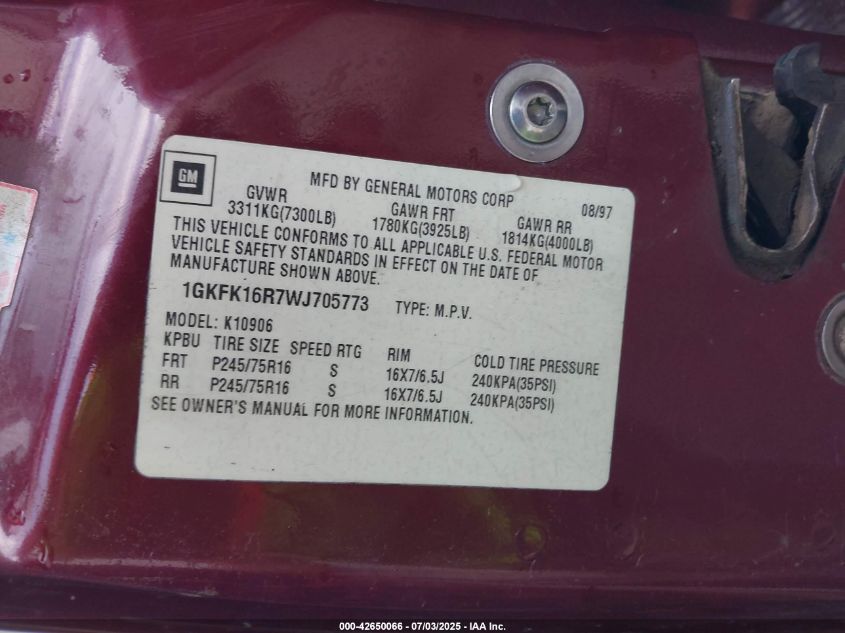 GM
MFD BY GENERAL MOTORS CORP 08/97
GVWR GAWR FRT GAWR RR
3311KG(7300LB) 1780KG(3925LB) 1814KG(4000LB)
THIS VEHICLE CONFORMS TO ALL APPLICABLE U.S. FEDERAL MOTOR
VEHICLE SAFETY STANDARDS IN EFFECT ON THE DATE OF
MANUFACTURE SHOWN ABOVE.
1GKFK16R7WJ705773 TYPE: M.P.V.
MODEL: K10906
KPBU TIRE SIZE SPEED RTG RIM COLD TIRE PRESSURE
FRT P245/75R16 S 16X7/6.5J 240KPA(35PSI)
RR P245/75R16 S 16X7/6.5J 240KPA(35PSI)
SEE OWNER'S MANUAL FOR MORE INFORMATION.
000-42650066 - 07/03/2025 - IAA Inc.